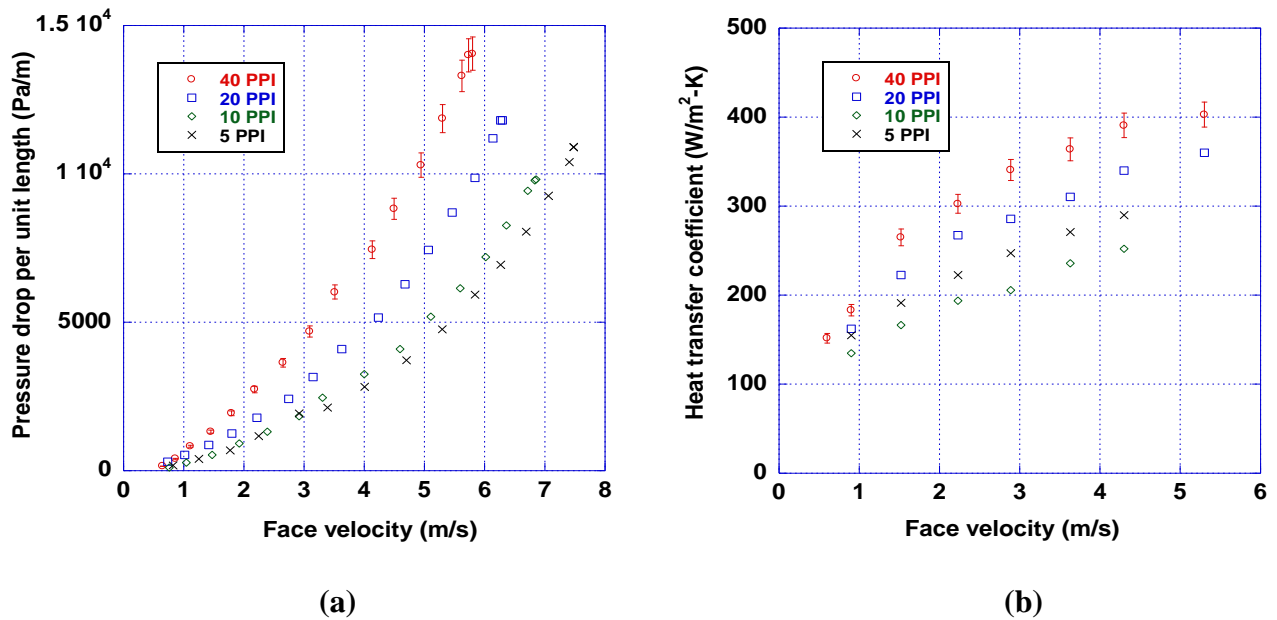 1.5 10⁴
10⁴
5000
0
Pressure drop per unit length (Pa/m)
40 PPI
20 PPI
10 PPI
5 PPI
0 1 2 3 4 5 6 7 8
Face velocity (m/s)
(a)
500
400
300
200
100
0
Heat transfer coefficient (W/m²-K)
40 PPI
20 PPI
10 PPI
5 PPI
0 1 2 3 4 5 6
Face velocity (m/s)
(b)